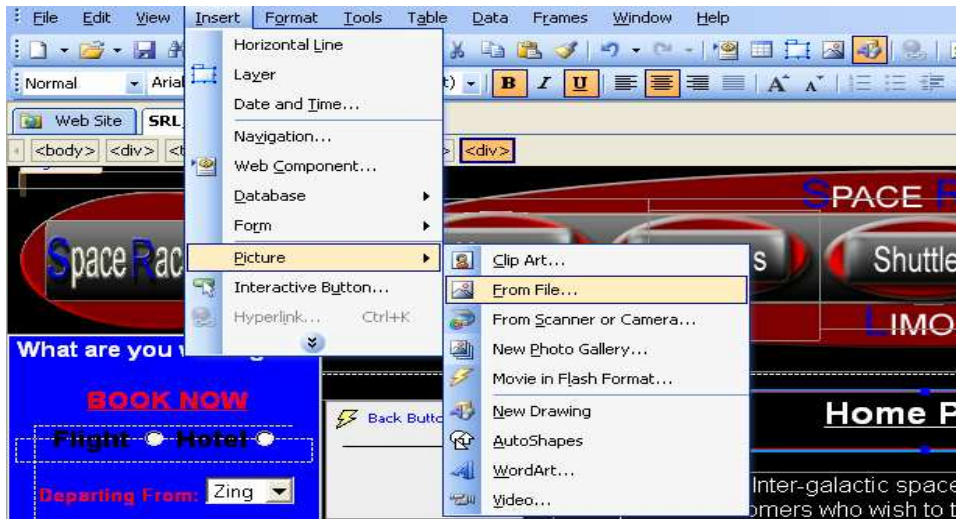 File Edit View Insert Format Tools Table Data Frames Window Help
Normal Arial
Web Site SRL
<body> <div> <div>
Horizontal Line
Layer
Date and Time...
Navigation...
Web Component...
Database
Form
Picture
Interactive Button...
Hyperlink... Ctrl+K
Clip Art...
From File...
From Scanner or Camera...
New Photo Gallery...
Movie in Flash Format...
New Drawing
AutoShapes
WordArt...
Video...
B I U A A
SPACE R
Space Rac
s
Shuttle
LIMO
What are you
BOOK NOW
Flight Hotel
Departing From: Zing
Back Butto
Home P
Inter-galactic space
omers who wish to t